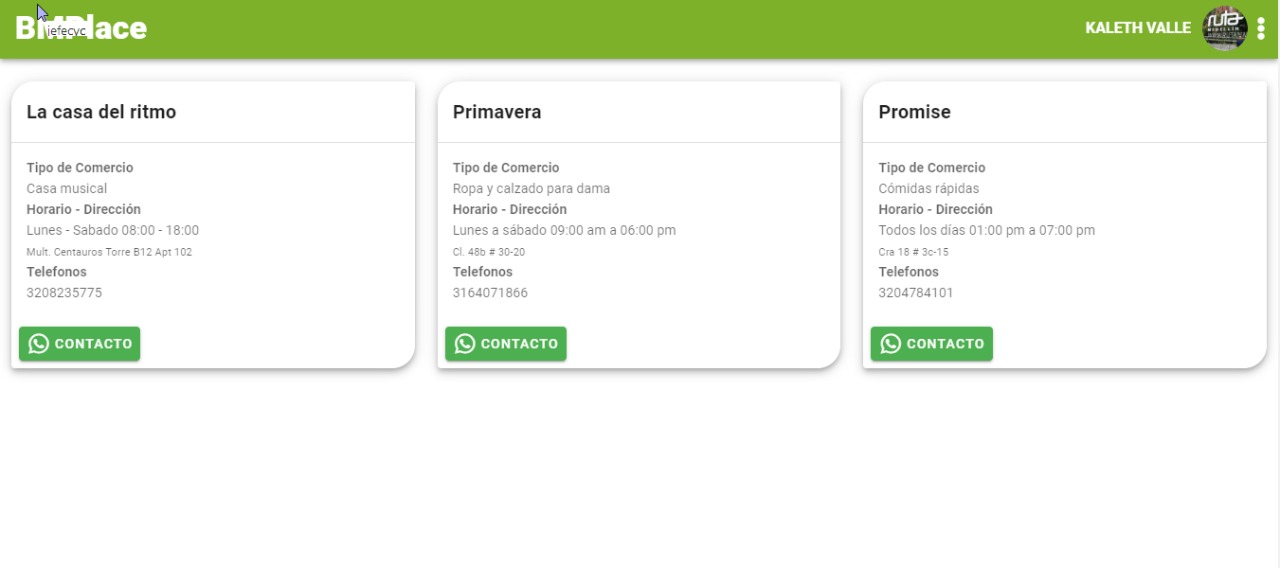 BMPlace
jefecyc
KALETH VALLE
ruta
La casa del ritmo
Tipo de Comercio
Casa musical
Horario - Dirección
Lunes - Sabado 08:00 - 18:00
Mult. Centauros Torre B12 Apt 102
Telefonos
3208235775
CONTACTO
Primavera
Tipo de Comercio
Ropa y calzado para dama
Horario - Dirección
Lunes a sábado 09:00 am a 06:00 pm
Cl. 48b # 30-20
Telefonos
3164071866
CONTACTO
Promise
Tipo de Comercio
Cómidas rápidas
Horario - Dirección
Todos los días 01:00 pm a 07:00 pm
Cra 18 # 3c-15
Telefonos
3204784101
CONTACTO